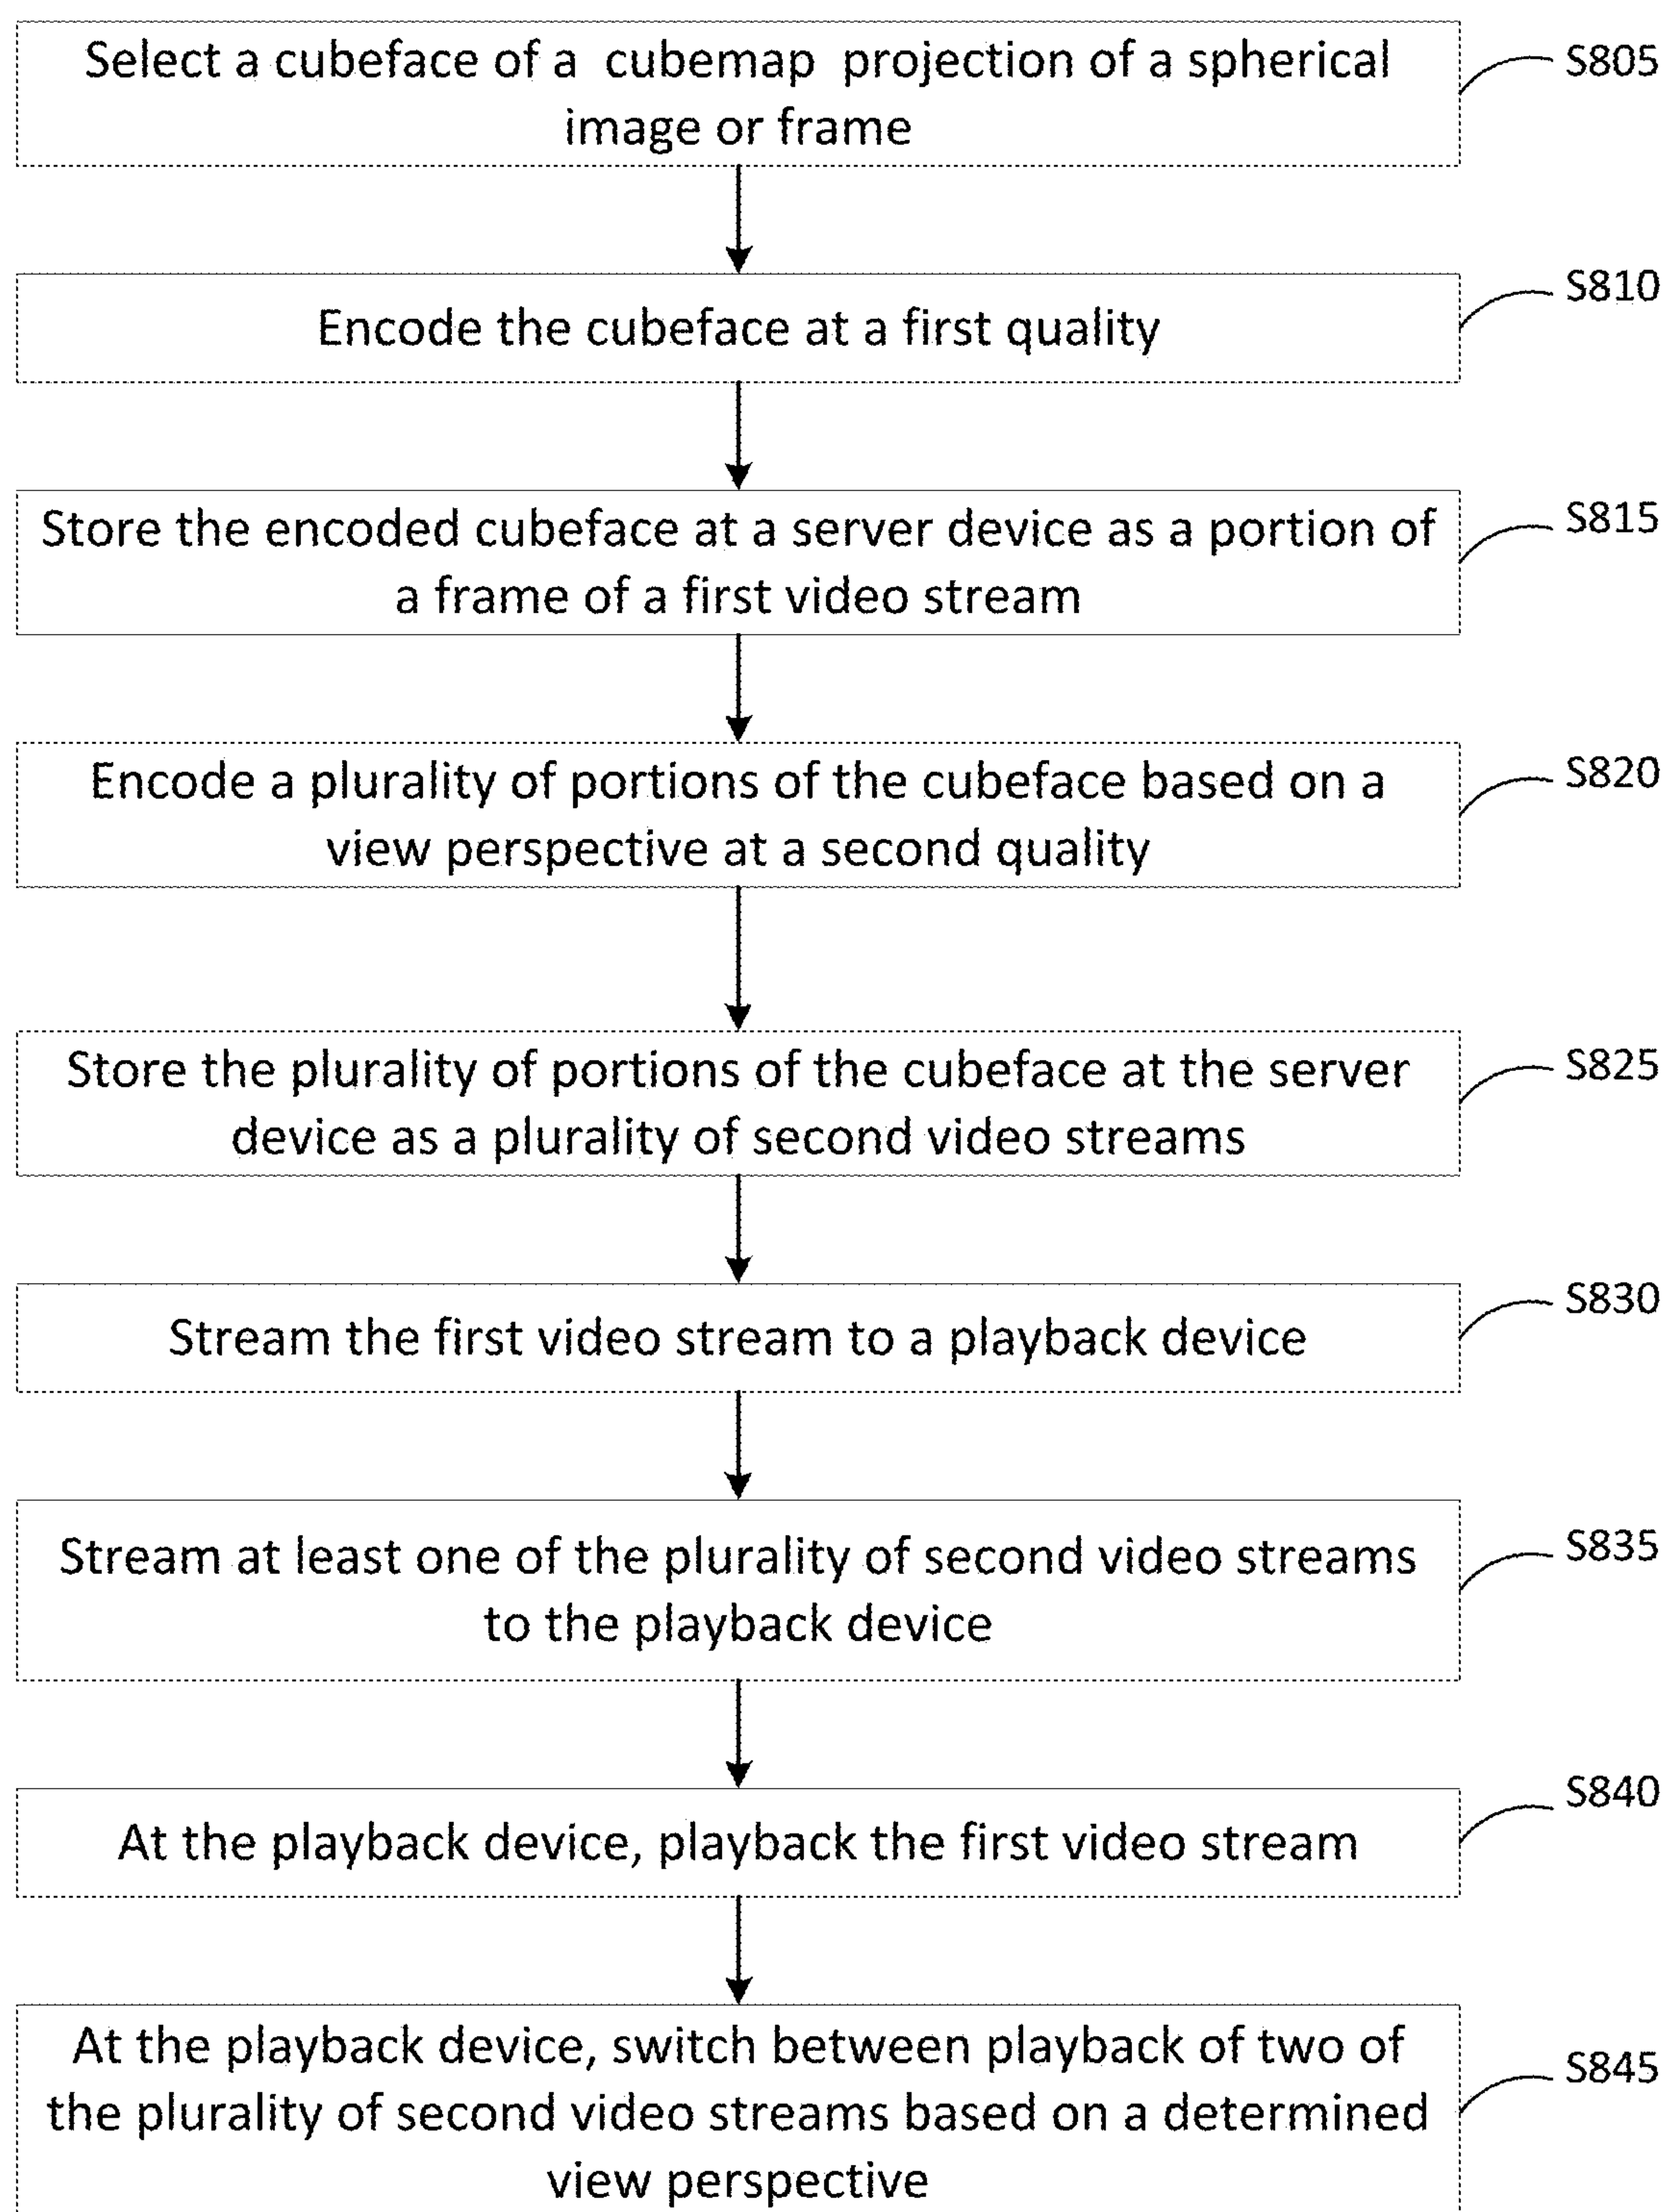 Select a cubeface of a cubemap projection of a spherical
image or frame
S805
Encode the cubeface at a first quality
S810
Store the encoded cubeface at a server device as a portion of
a frame of a first video stream
S815
Encode a plurality of portions of the cubeface based on a
view perspective at a second quality
S820
Store the plurality of portions of the cubeface at the server
device as a plurality of second video streams
S825
Stream the first video stream to a playback device
S830
Stream at least one of the plurality of second video streams
to the playback device
S835
At the playback device, playback the first video stream
S840
At the playback device, switch between playback of two of
the plurality of second video streams based on a determined
view perspective
S845